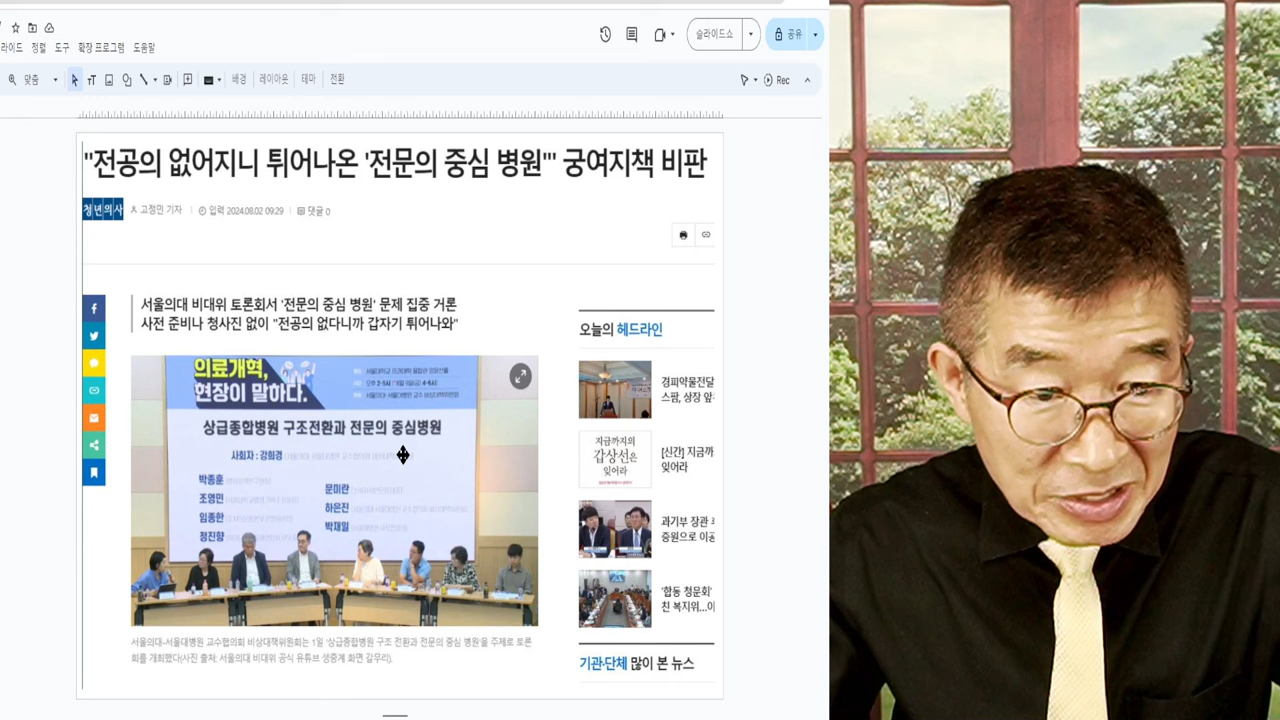 슬라이드쇼
공유
라이드 정렬 도구 확장 프로그램 도움말
맞춤
배경 레이아웃 테마 전환
Rec
"전공의 없어지니 튀어나온 '전문의 중심 병원'" 궁여지책 비판
청년의사
고정민 기자
입력 2024.08.02 09:29
댓글 0
서울의대 비대위 토론회서 '전문의 중심 병원' 문제 집중 거론
사전 준비나 청사진 없이 "전공의 없다니까 갑자기 튀어나와"
의료개혁,
현장이 말하다.
상급종합병원 구조전환과 전문의 중심병원
사회자 : 강희경
박종훈
조영민
임종한
정진향
문미란
하은진
박재일
서울의대-서울대병원 교수협의회 비상대책위원회는 1일 '상급종합병원 구조 전환과 전문의 중심 병원'을 주제로 토론
회를 개최했다(사진 출처: 서울의대 비대위 공식 유튜브 생중계 화면 갈무리).
오늘의 헤드라인
경피약물전달
스팜, 상장 앞
지금까지의
갑상선은
잊어라
[신간] 지금까
잊어라
과기부 장관
중원으로 이공
'합동 청문회'
친 복지위...이
기관·단체 많이 본 뉴스